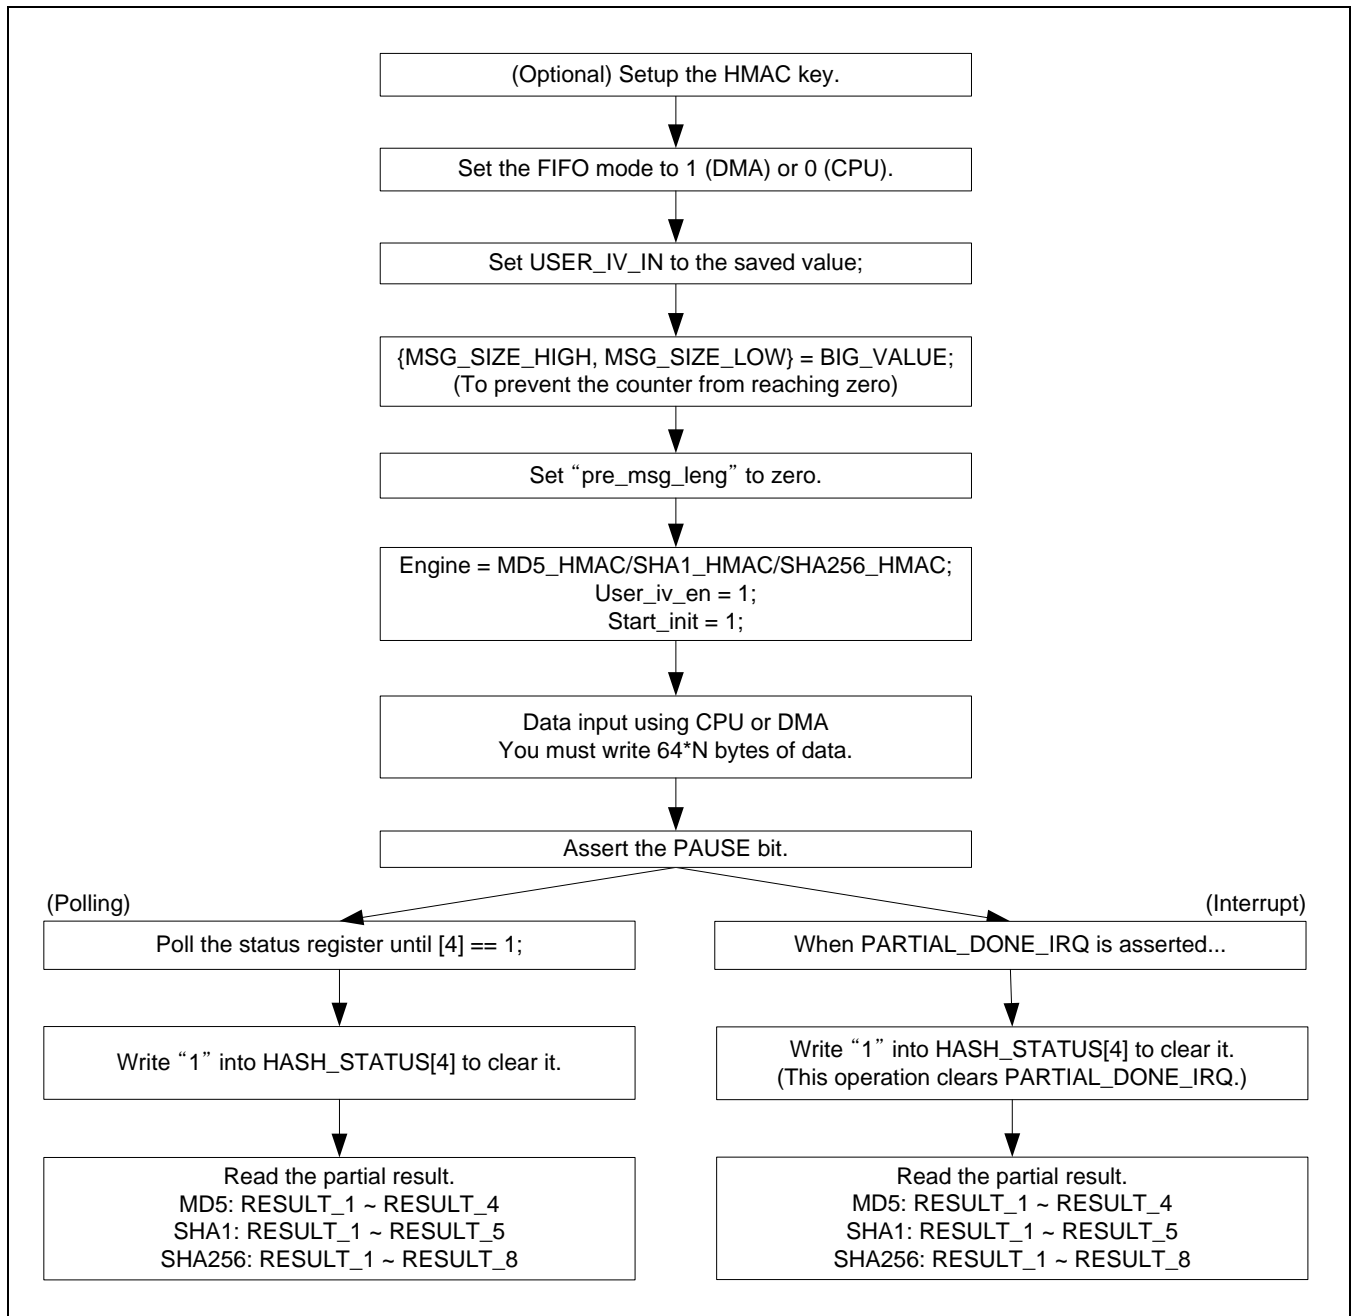 (Optional) Setup the HMAC key.
Set the FIFO mode to 1 (DMA) or 0 (CPU).
Set USER_IV_IN to the saved value;
{MSG_SIZE_HIGH, MSG_SIZE_LOW} = BIG_VALUE;
(To prevent the counter from reaching zero)
Set “pre_msg_leng” to zero.
Engine = MD5_HMAC/SHA1_HMAC/SHA256_HMAC;
User_iv_en = 1;
Start_init = 1;
Data input using CPU or DMA
You must write 64*N bytes of data.
Assert the PAUSE bit.
(Polling)
Poll the status register until [4] == 1;
Write “1” into HASH_STATUS[4] to clear it.
Read the partial result.
MD5: RESULT_1 ~ RESULT_4
SHA1: RESULT_1 ~ RESULT_5
SHA256: RESULT_1 ~ RESULT_8
(Interrupt)
When PARTIAL_DONE_IRQ is asserted...
Write “1” into HASH_STATUS[4] to clear it.
(This operation clears PARTIAL_DONE_IRQ.)
Read the partial result.
MD5: RESULT_1 ~ RESULT_4
SHA1: RESULT_1 ~ RESULT_5
SHA256: RESULT_1 ~ RESULT_8